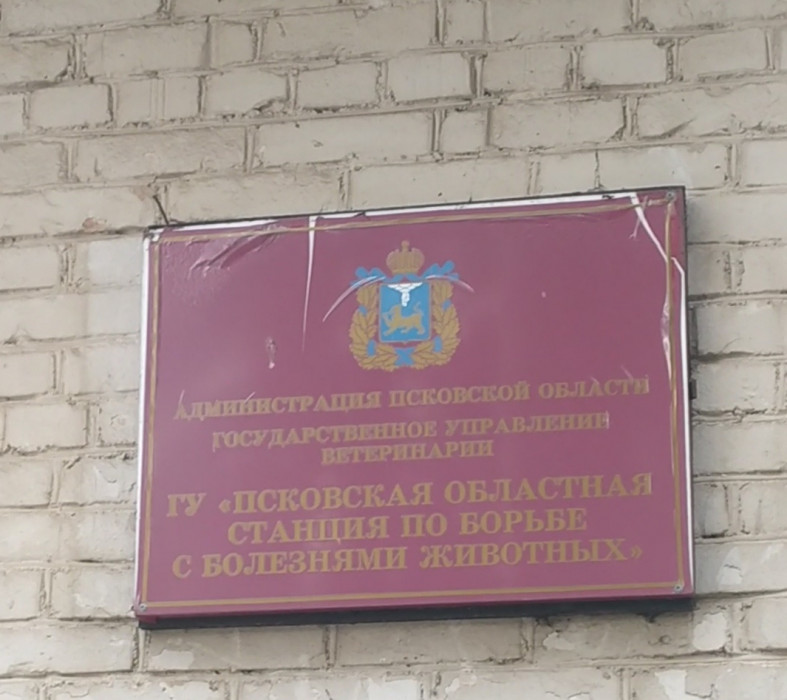 АДМИНИСТРАЦИЯ ПСКОВСКОЙ ОБЛАСТИ
ГОСУДАРСТВЕННОЕ УПРАВЛЕНИЕ
ВЕТЕРИНАРИИ
ГУ «ПСКОВСКАЯ ОБЛАСТНАЯ
СТАНЦИЯ ПО БОРЬБЕ
С БОЛЕЗНЯМИ ЖИВОТНЫХ»